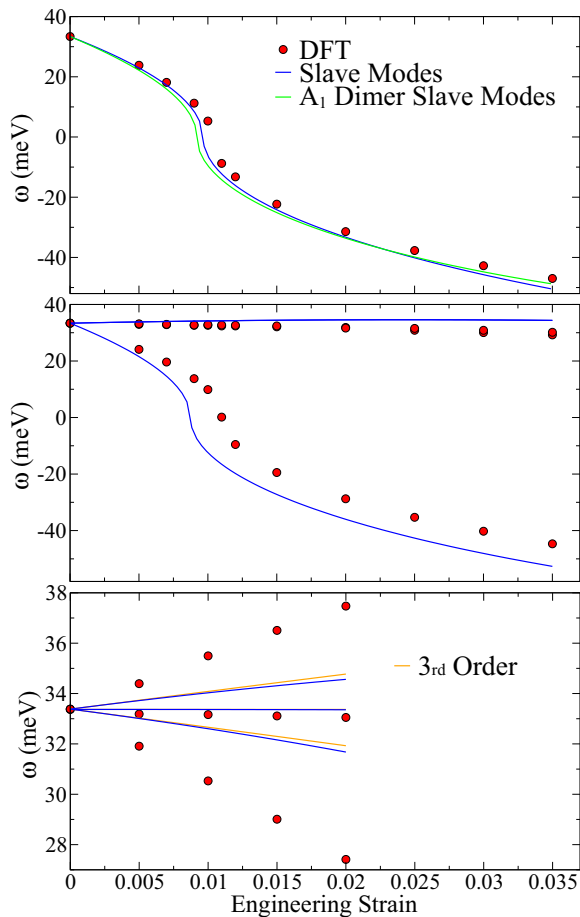 40
20
0
-20
-40
ω (meV)
DFT
Slave Modes
A₁ Dimer Slave Modes
40
20
0
-20
-40
ω (meV)
38
36
34
32
30
28
ω (meV)
3rd Order
0 0.005 0.01 0.015 0.02 0.025 0.03 0.035
Engineering Strain